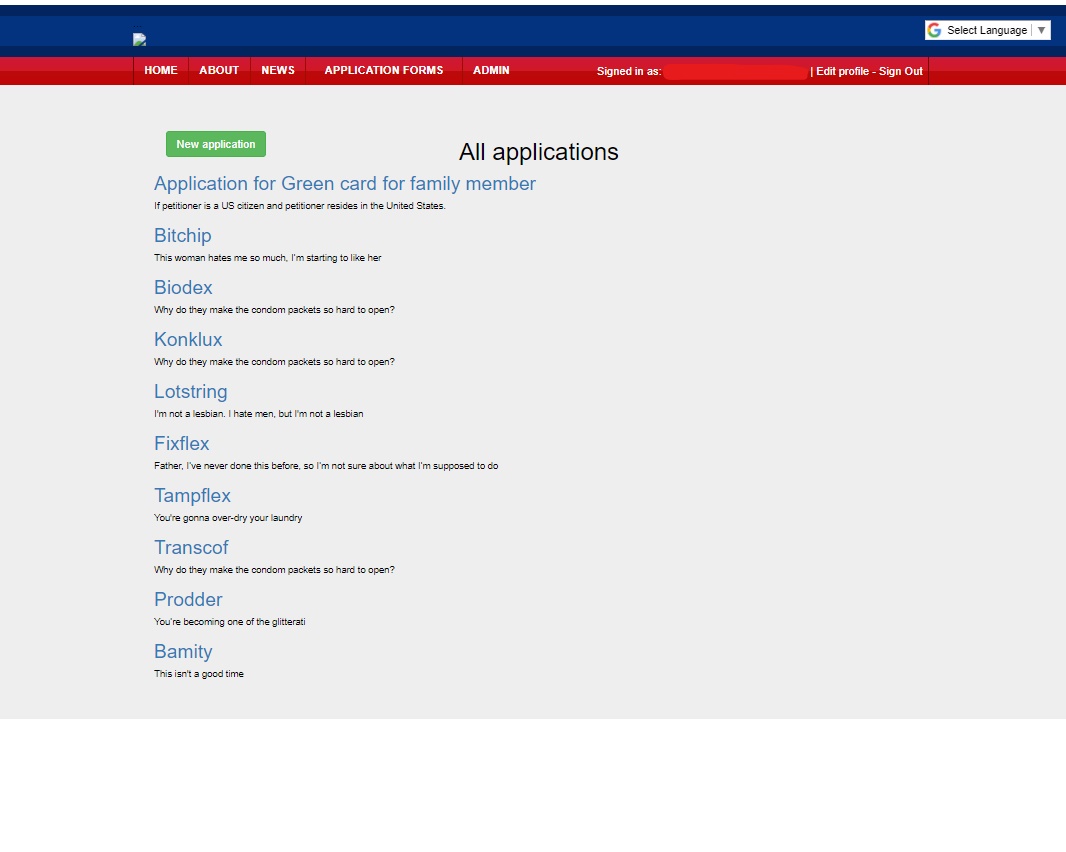 Select Language ▼
HOME ABOUT NEWS APPLICATION FORMS ADMIN Signed in as: | Edit profile - Sign Out
New application
All applications
Application for Green card for family member
If petitioner is a US citizen and petitioner resides in the United States.
Bitchip
This woman hates me so much, I'm starting to like her
Biodex
Why do they make the condom packets so hard to open?
Konklux
Why do they make the condom packets so hard to open?
Lotstring
I'm not a lesbian. I hate men, but I'm not a lesbian
Fixflex
Father, I've never done this before, so I'm not sure about what I'm supposed to do
Tampflex
You're gonna over-dry your laundry
Transcof
Why do they make the condom packets so hard to open?
Prodder
You're becoming one of the glitterati
Bamity
This isn't a good time